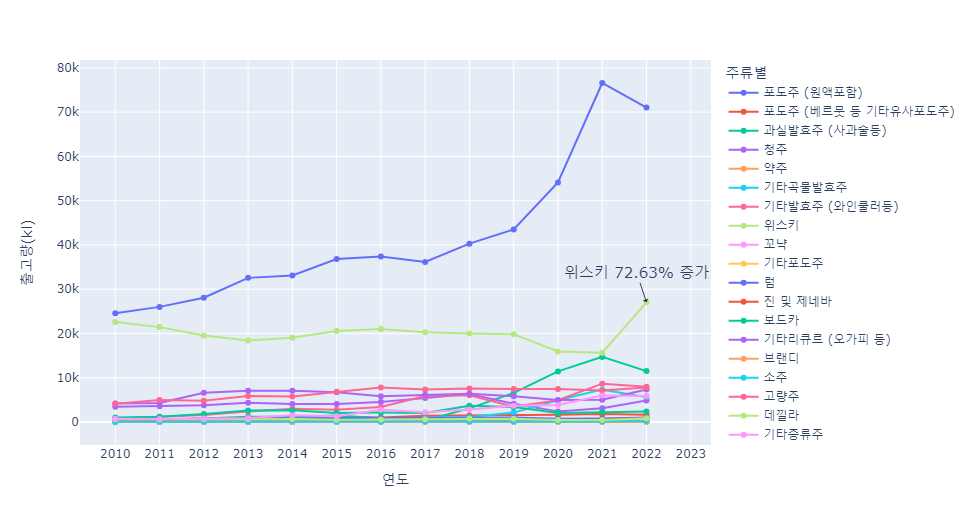 80k
70k
60k
50k
40k
30k
20k
10k
0
출고량(kl)
2010 2011 2012 2013 2014 2015 2016 2017 2018 2019 2020 2021 2022 2023
연도
위스키 72.63% 증가
주류별
포도주 (원액포함)
포도주 (베르뭇 등 기타유사포도주)
과실발효주 (사과술등)
청주
약주
기타곡물발효주
기타발효주 (와인쿨러등)
위스키
꼬냑
기타포도주
럼
진 및 제네바
보드카
기타리큐르 (오가피 등)
브랜디
소주
고량주
데낄라
기타증류주